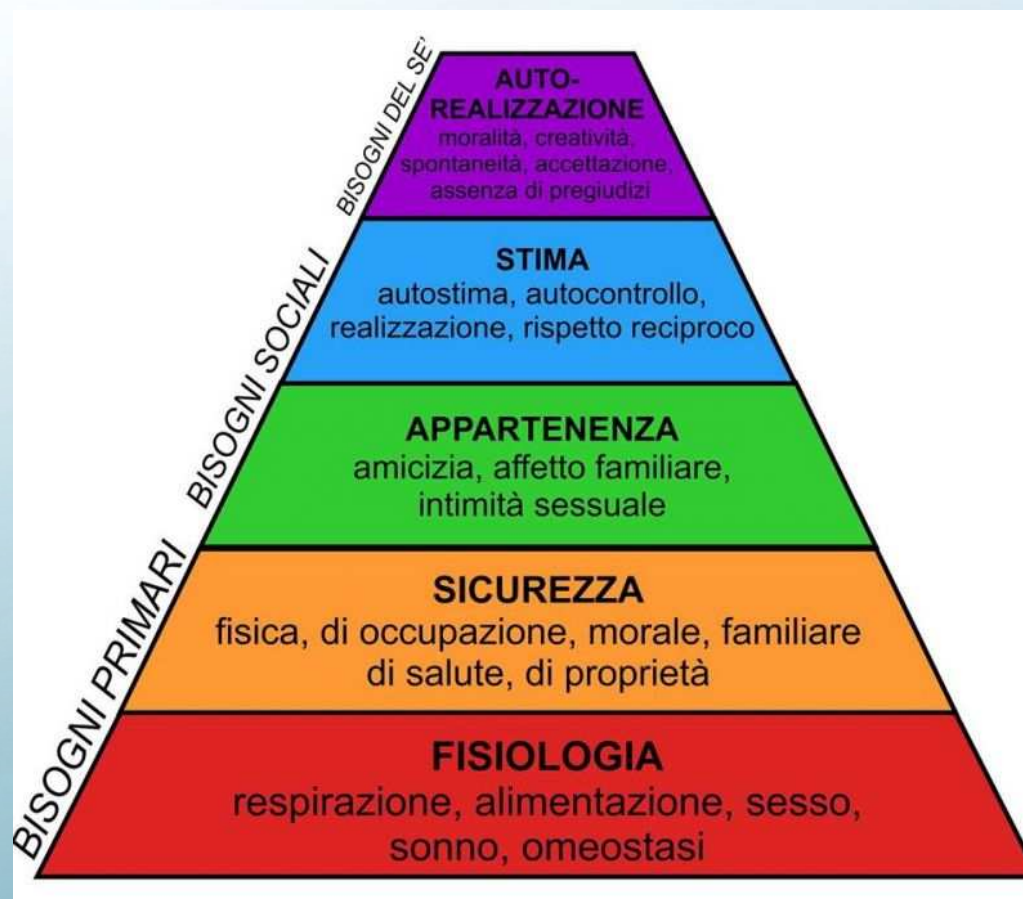 BISOGNI DEL SE'
AUTO-
REALIZZAZIONE
moralità, creatività,
spontaneità, accettazione,
assenza di pregiudizi
BISOGNI SOCIALI
STIMA
autostima, autocontrollo,
realizzazione, rispetto reciproco
APPARTENENZA
amicizia, affetto familiare,
intimità sessuale
BISOGNI PRIMARI
SICUREZZA
fisica, di occupazione, morale, familiare
di salute, di proprietà
FISIOLOGIA
respirazione, alimentazione, sesso,
sonno, omeostasi